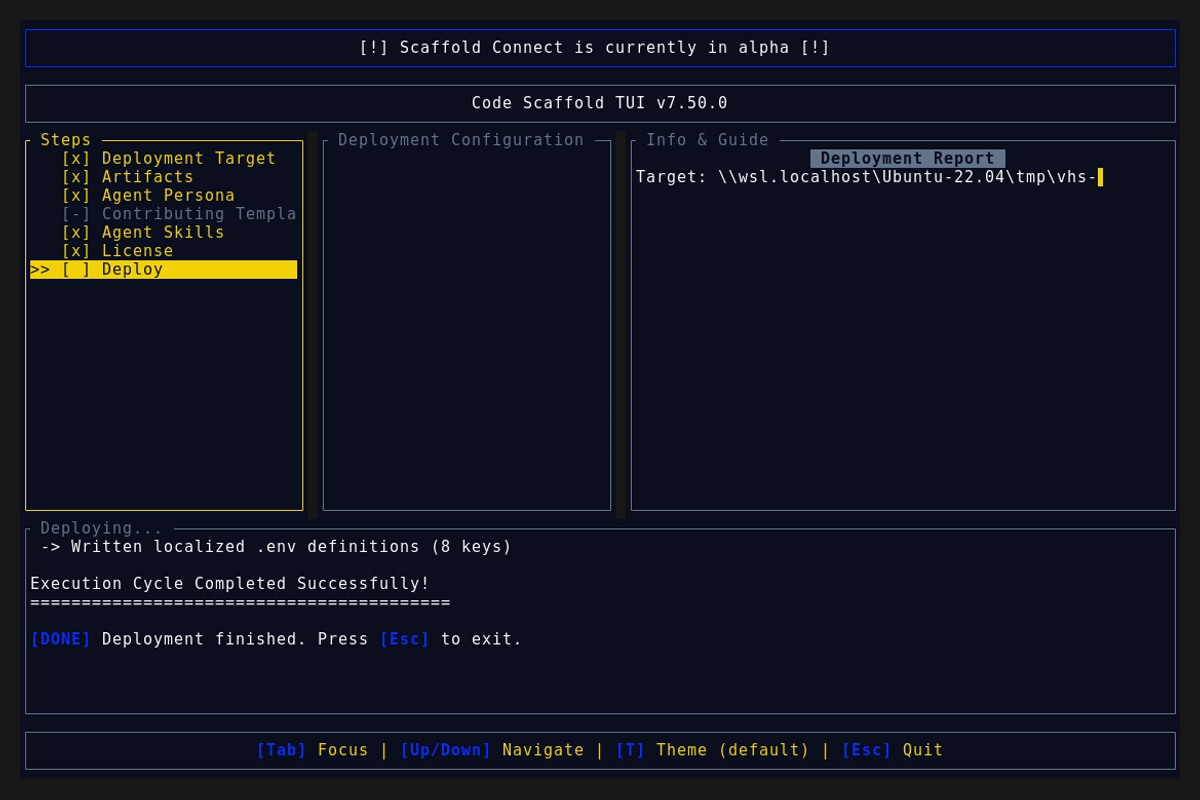 [!] Scaffold Connect is currently in alpha [!]
Code Scaffold TUI v7.50.0
Steps
[x] Deployment Target
[x] Artifacts
[x] Agent Persona
[-] Contributing Templa
[x] Agent Skills
[x] License
>> [ ] Deploy
Deployment Configuration
Info & Guide
Deployment Report
Target: \\wsl.localhost\Ubuntu-22.04\tmp\vhs-
Deploying...
-> Written localized .env definitions (8 keys)
Execution Cycle Completed Successfully!
=========================================
[DONE] Deployment finished. Press [Esc] to exit.
[Tab] Focus | [Up/Down] Navigate | [T] Theme (default) | [Esc] Quit